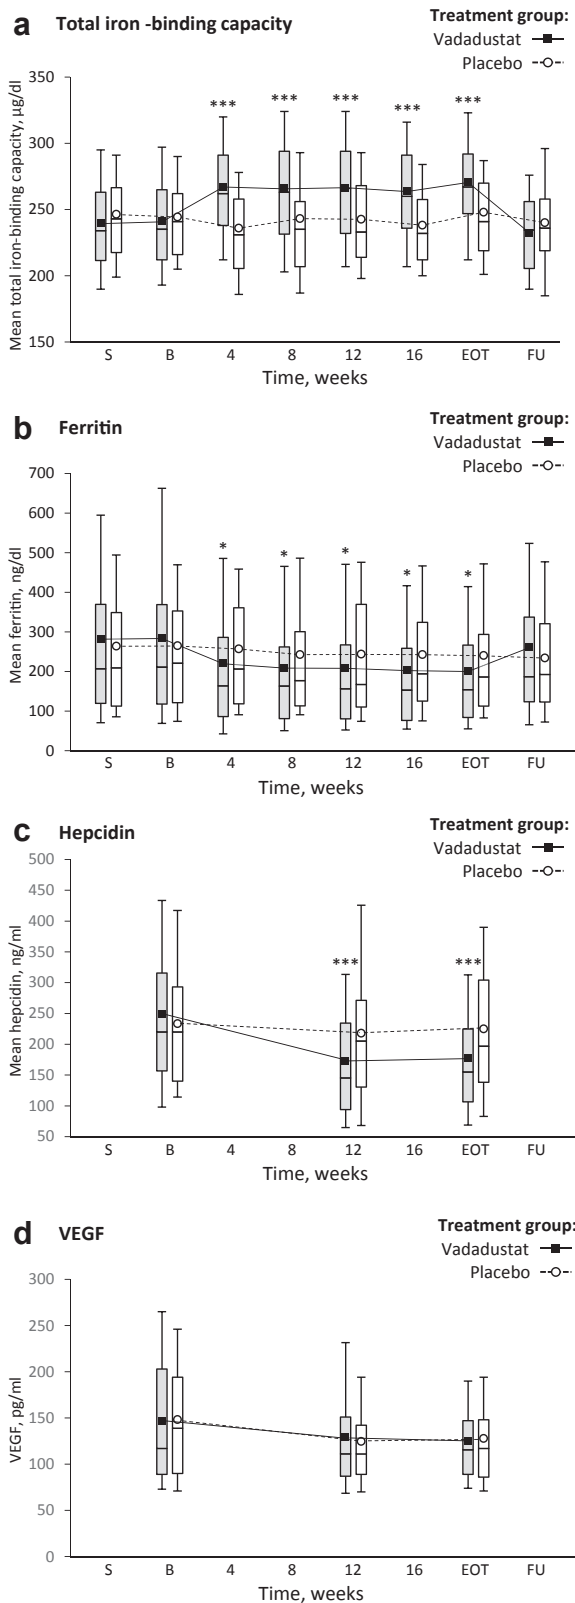 a Total iron -binding capacity
Treatment group:
Vadadustat
Placebo
Mean total iron-binding capacity, µg/dl
350
300
250
200
150
*** *** *** *** ***
S B 4 8 12 16 EOT FU
Time, weeks
b Ferritin
Treatment group:
Vadadustat
Placebo
Mean ferritin, ng/dl
700
600
500
400
300
200
100
0
* * * * *
S B 4 8 12 16 EOT FU
Time, weeks
c Hepcidin
Treatment group:
Vadadustat
Placebo
Mean hepcidin, ng/ml
500
450
400
350
300
250
200
150
100
50
*** ***
S B 4 8 12 16 EOT FU
Time, weeks
d VEGF
Treatment group:
Vadadustat
Placebo
VEGF, pg/ml
300
250
200
150
100
50
0
S B 4 8 12 16 EOT FU
Time, weeks